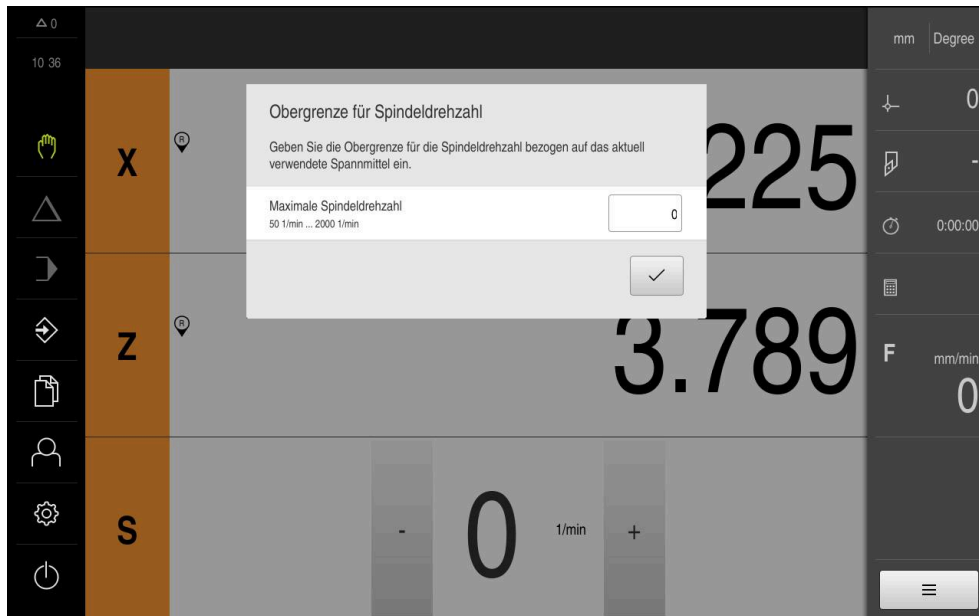 0
10 36
mm Degree
Obergrenze für Spindeldrehzahl
Geben Sie die Obergrenze für die Spindeldrehzahl bezogen auf das aktuell
verwendete Spannmittel ein.
Maximale Spindeldrehzahl
50 1/min ... 2000 1/min
0
X
R
225
Z
R
3.789
S
-
0
1/min
+
0
-
0:00:00
F
mm/min
0